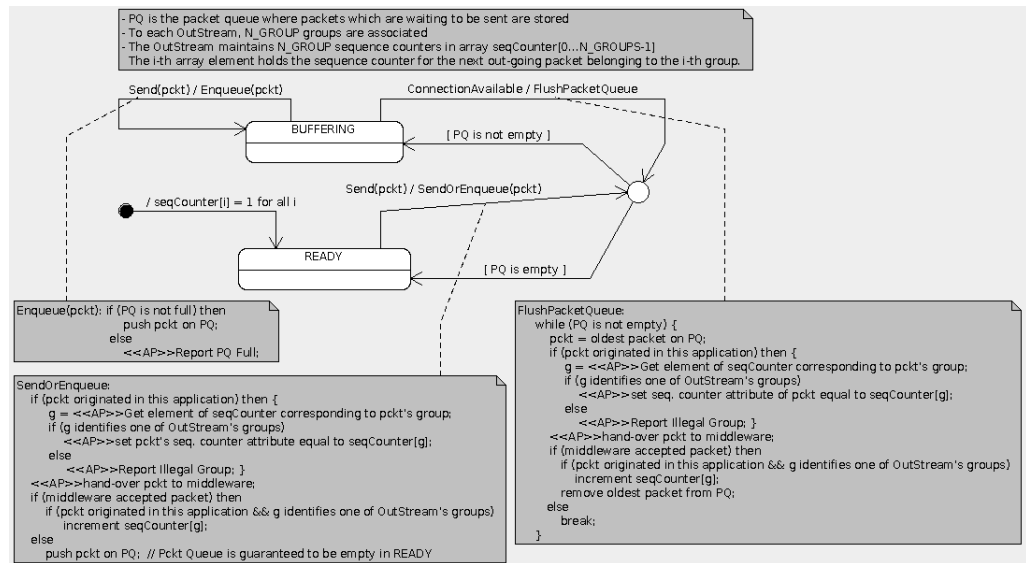 - PQ is the packet queue where packets which are waiting to be sent are stored
- To each OutStream, N_GROUP groups are associated
- The OutStream maintains N_GROUP sequence counters in array seqCounter[0...N_GROUPS-1]
The i-th array element holds the sequence counter for the next out-going packet belonging to the i-th group.
Send(pckt) / Enqueue(pckt)
ConnectionAvailable / FlushPacketQueue
BUFFERING
[ PQ is not empty ]
Send(pckt) / SendOrEnqueue(pckt)
/ seqCounter[i] = 1 for all i
READY
[ PQ is empty ]
Enqueue(pckt): if (PQ is not full) then
push pckt on PQ;
else
<<AP>>Report PQ Full;
SendOrEnqueue:
if (pckt originated in this application) then {
g = <<AP>>Get element of seqCounter corresponding to pckt's group;
if (g identifies one of OutStream's groups)
<<AP>>set pckt's seq. counter attribute equal to seqCounter[g];
else
<<AP>>Report Illegal Group; }
<<AP>>hand-over pckt to middleware;
if (middleware accepted packet) then
if (pckt originated in this application && g identifies one of OutStream's groups)
increment seqCounter[g];
else
push pckt on PQ; // Pckt Queue is guaranteed to be empty in READY
FlushPacketQueue:
while (PQ is not empty) {
pckt = oldest packet on PQ;
if (pckt originated in this application) then {
g = <<AP>>Get element of seqCounter corresponding to pckt's group;
if (g identifies one of OutStream's groups)
<<AP>>set seq. counter attribute of pckt equal to seqCounter[g];
else
<<AP>>Report Illegal Group; }
<<AP>>hand-over pckt to middleware;
if (middleware accepted packet) then
if (pckt originated in this application && g identifies one of OutStream's groups)
increment seqCounter[g];
remove oldest packet from PQ;
else
break;
}